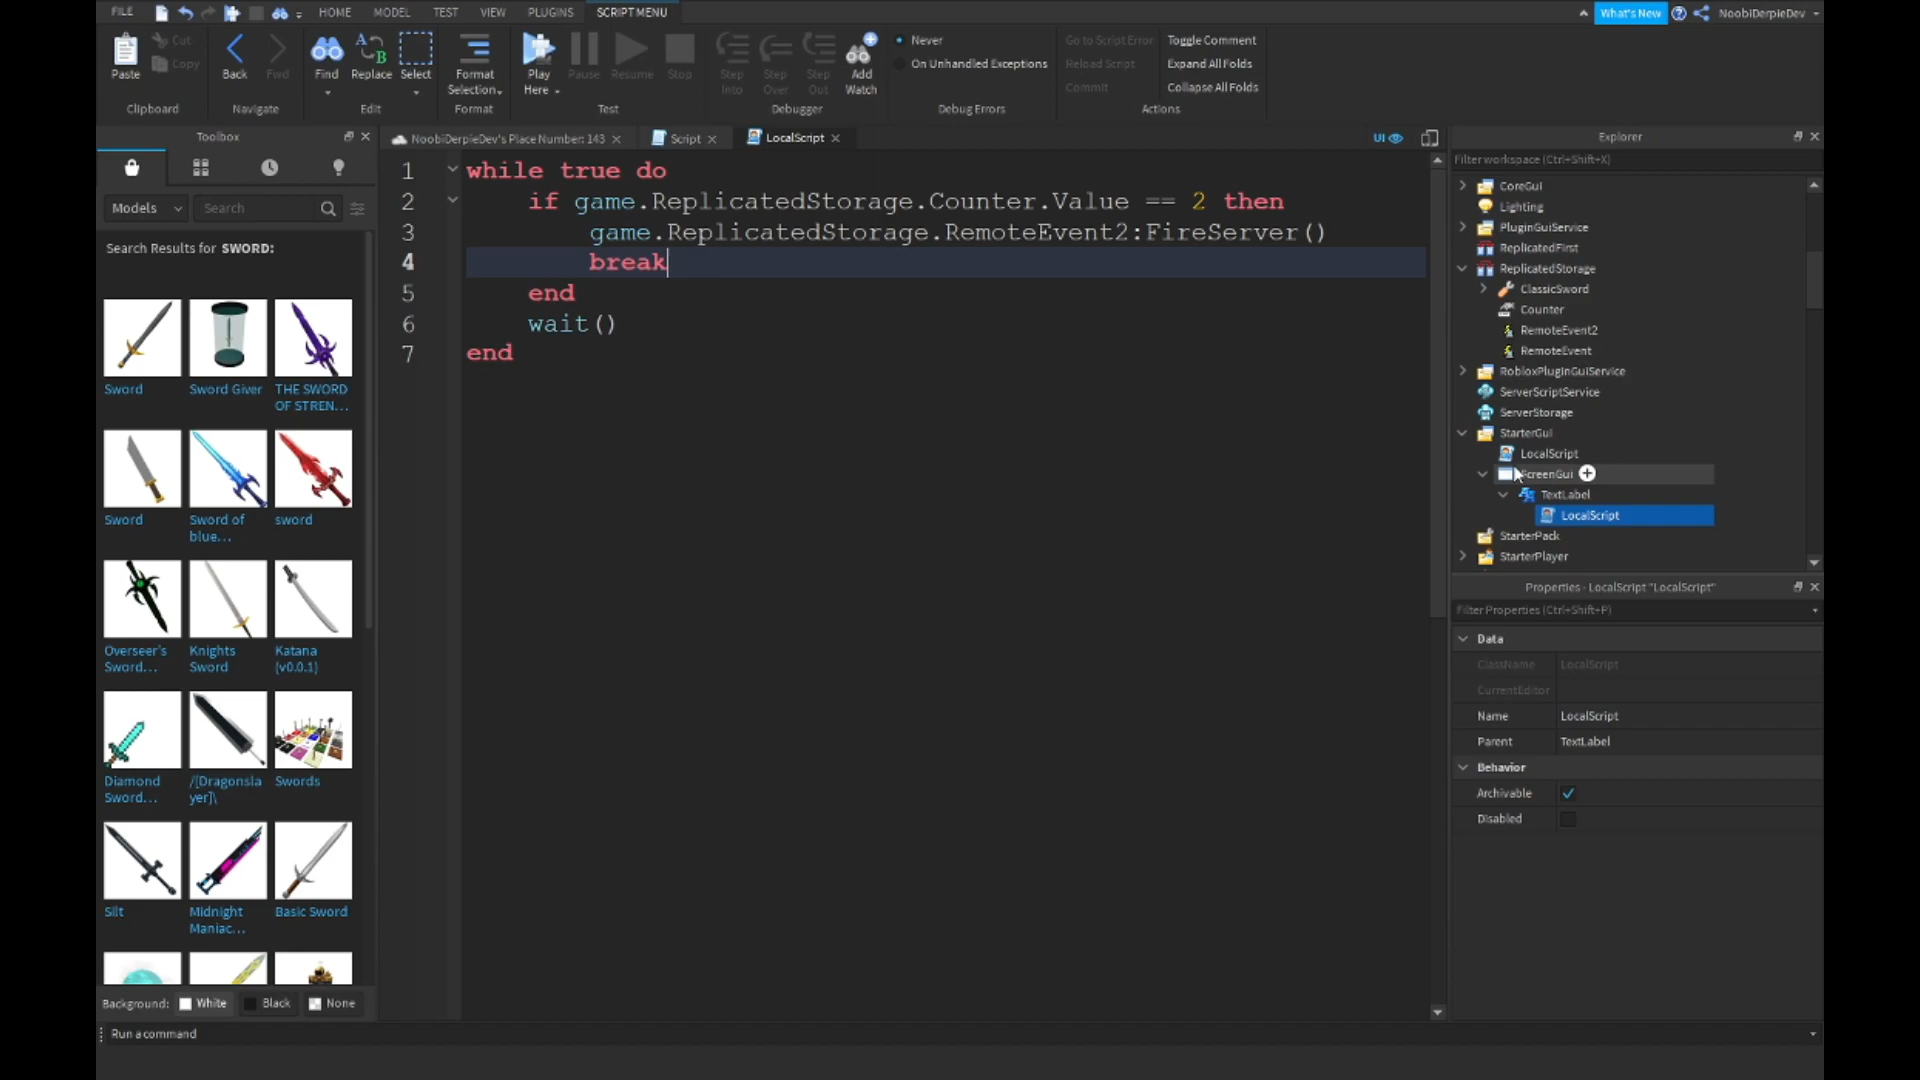 FILE HOME MODEL TEST VIEW PLUGINS SCRIPT MENU What's New NoobiDerpieDev
Paste Cut Copy Back Fwd Find Replace Select Format Selection Play Here Pause Resume Stop Step Into Step Over Step Out Add Watch Never On Unhandled Exceptions Go to Script Error Reload Script Commit Toggle Comment Expand All Folds Collapse All Folds
Clipboard Navigate Edit Format Test Debugger Debug Errors Actions
Toolbox
Models Search
Search Results for SWORD:
Sword Sword Giver THE SWORD OF STREN...
Sword Sword of blue... sword
Overseer's Sword... Knights Sword Katana (v0.0.1)
Diamond Sword... /[Dragonslayer]\ Swords
Silt Midnight Maniac... Basic Sword
Background: White Black None
Run a command
NoobiDerpieDev's Place Number: 143 Script LocalScript UI
1 while true do
2 if game.ReplicatedStorage.Counter.Value == 2 then
3 game.ReplicatedStorage.RemoteEvent2:FireServer()
4 break
5 end
6 wait()
7 end
Explorer
Filter workspace (Ctrl+Shift+X)
CoreGui
Lighting
PluginGuiService
ReplicatedFirst
ReplicatedStorage
ClassicSword
Counter
RemoteEvent2
RemoteEvent
RobloxPluginGuiService
ServerScriptService
ServerStorage
StarterGui
LocalScript
ScreenGui
TextLabel
LocalScript
StarterPack
StarterPlayer
Properties - LocalScript "LocalScript"
Filter Properties (Ctrl+Shift+P)
Data
ClassName LocalScript
CurrentEditor
Name LocalScript
Parent TextLabel
Behavior
Archivable
Disabled